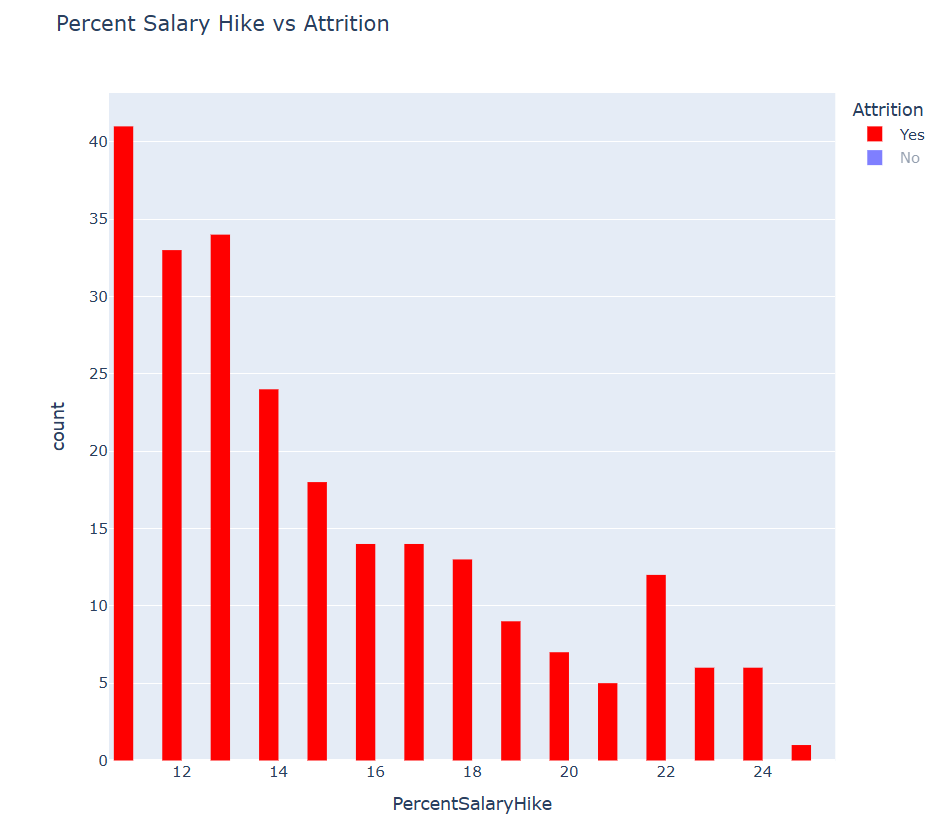 Percent Salary Hike vs Attrition
Attrition
Yes
No
40
35
30
25
20
15
10
5
0
count
12 14 16 18 20 22 24
PercentSalaryHike